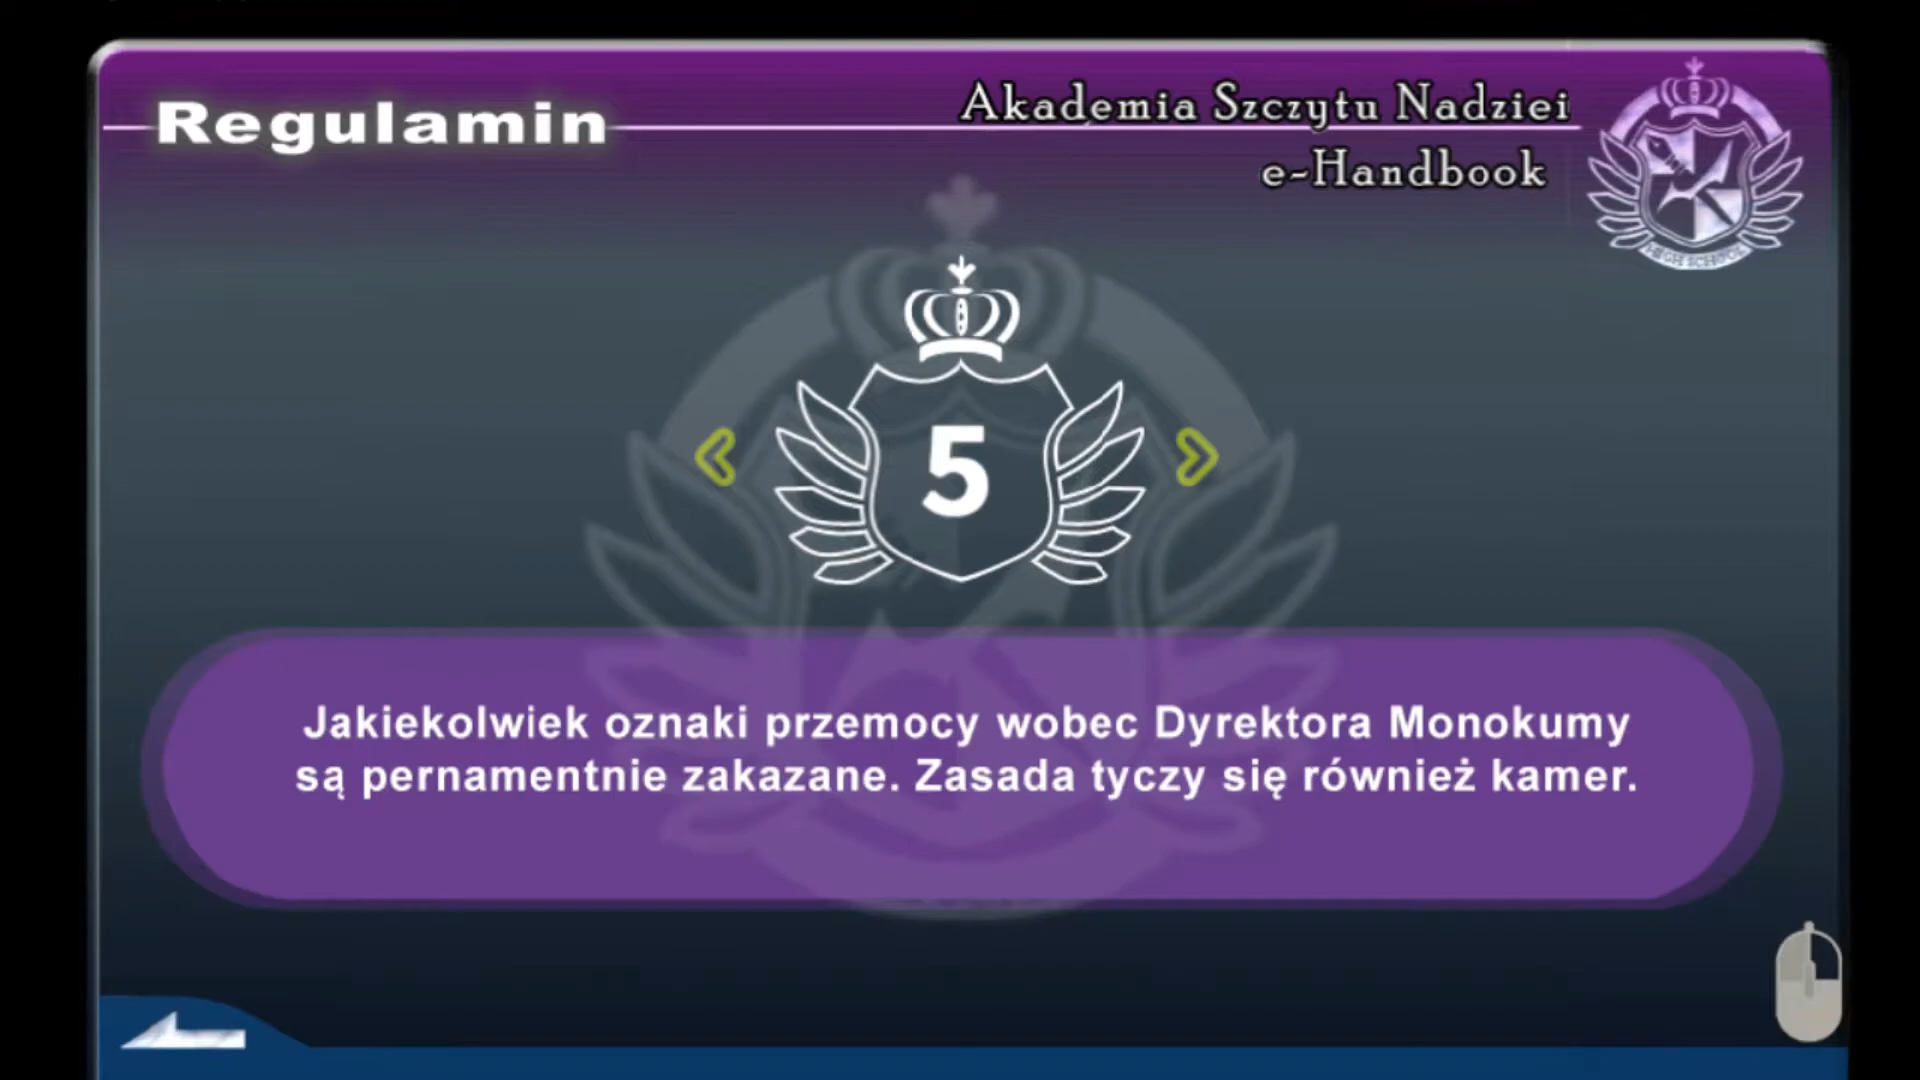 Regulamin
Akademia Szczytu Nadziei
e-Handbook
5
Jakiekolwiek oznaki przemocy wobec Dyrektora Monokumy
są pernamentnie zakazane. Zasada tyczy się również kamer.